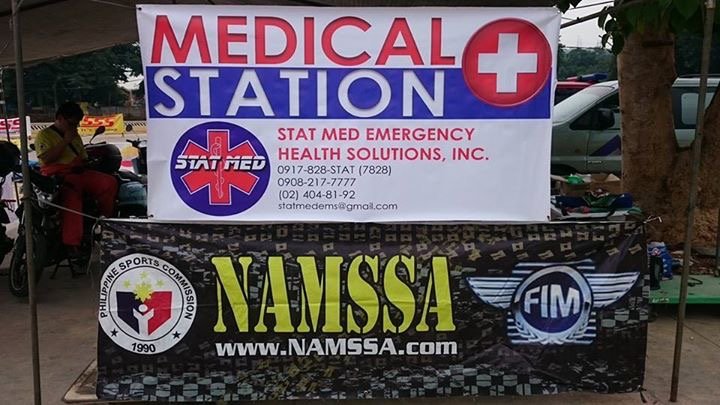 MEDICAL
STATION
STAT MED
STAT MED EMERGENCY
HEALTH SOLUTIONS, INC.
0917-828-STAT (7828)
0908-217-7777
(02) 404-81-92
statmedems@gmail.com
PHILIPPINE SPORTS COMMISSION
1990
NAMSSA
www.NAMSSA.com
FIM